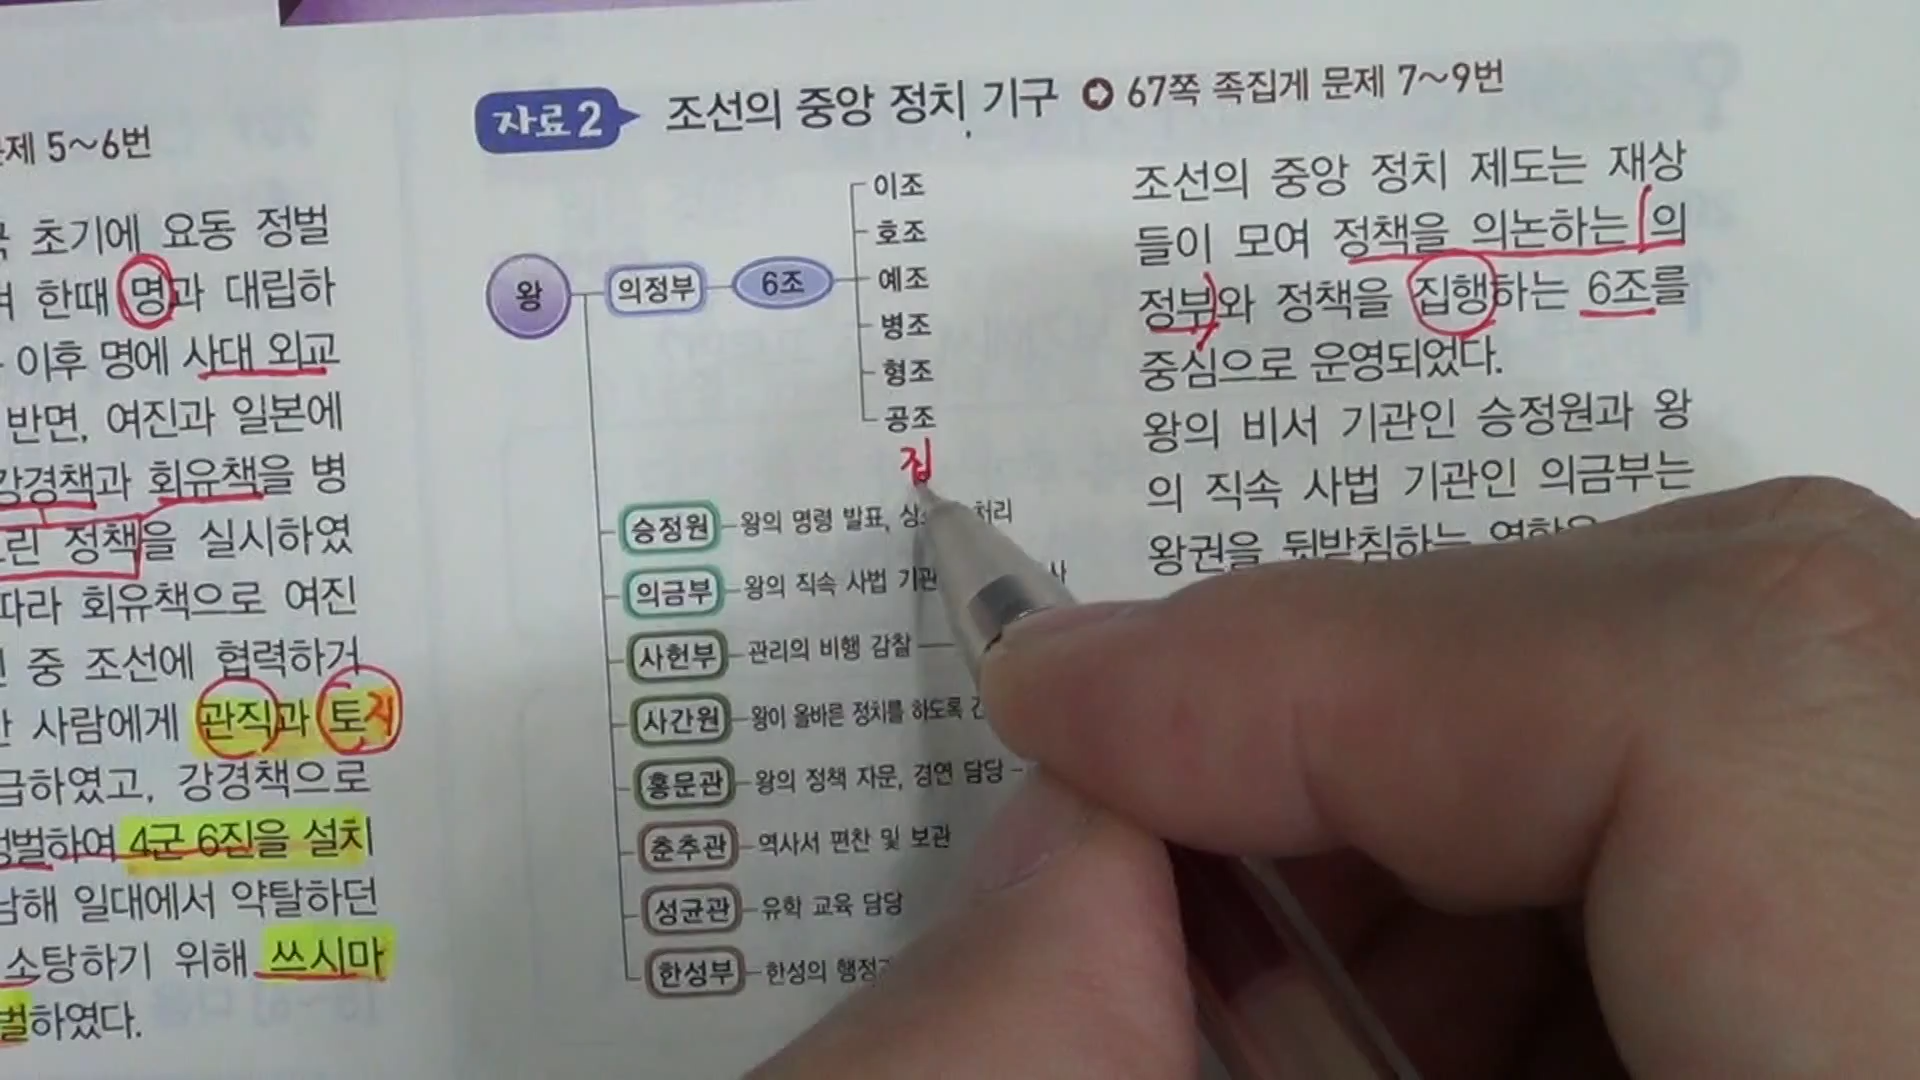 제 5~6번
초기에 요동 정벌
한때 명과 대립하
이후 명에 사대 외교
반면, 여진과 일본에
강경책과 회유책을 병
린 정책을 실시하였
따라 회유책으로 여진
중 조선에 협력하거
사람에게 관직과 토지
급하였고, 강경책으로
벌하여 4군 6진을 설치
남해 일대에서 약탈하던
소탕하기 위해 쓰시마
벌하였다.
자료2 조선의 중앙 정치 기구 67쪽 족집게 문제 7~9번
왕
의정부
6조
이조
호조
예조
병조
형조
공조
집
승정원 왕의 명령 발표, 처리
의금부 왕의 직속 사법 기관
사헌부 관리의 비행 감찰
사간원 왕이 올바른 정치를 하도록
홍문관 왕의 정책 자문, 경연 담당
춘추관 역사서 편찬 및 보관
성균관 유학 교육 담당
한성부 한성의 행정
조선의 중앙 정치 제도는 재상
들이 모여 정책을 의논하는 의
정부와 정책을 집행하는 6조를
중심으로 운영되었다.
왕의 비서 기관인 승정원과 왕
의 직속 사법 기관인 의금부는
왕권을 뒷받침하는